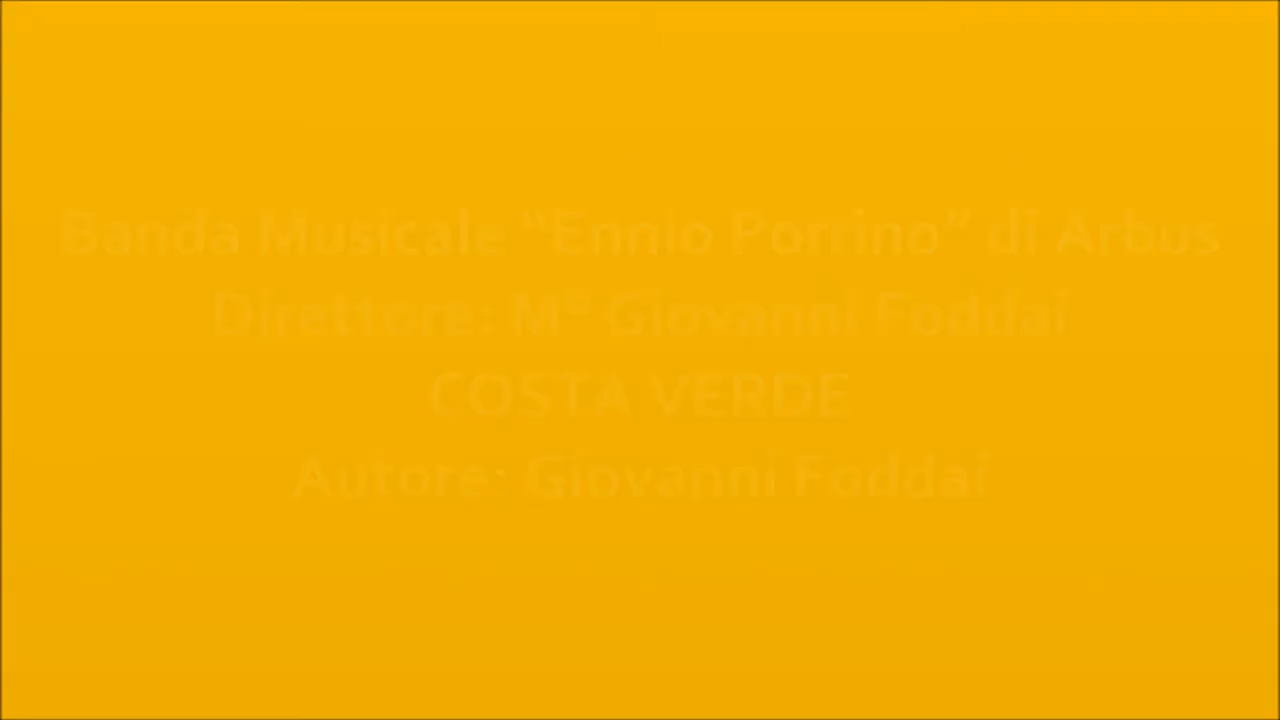 Banda Musicale “Ennio Porrino” di Arbus
Direttore: M° Giovanni Foddai
COSTA VERDE
Autore: Giovanni Foddai